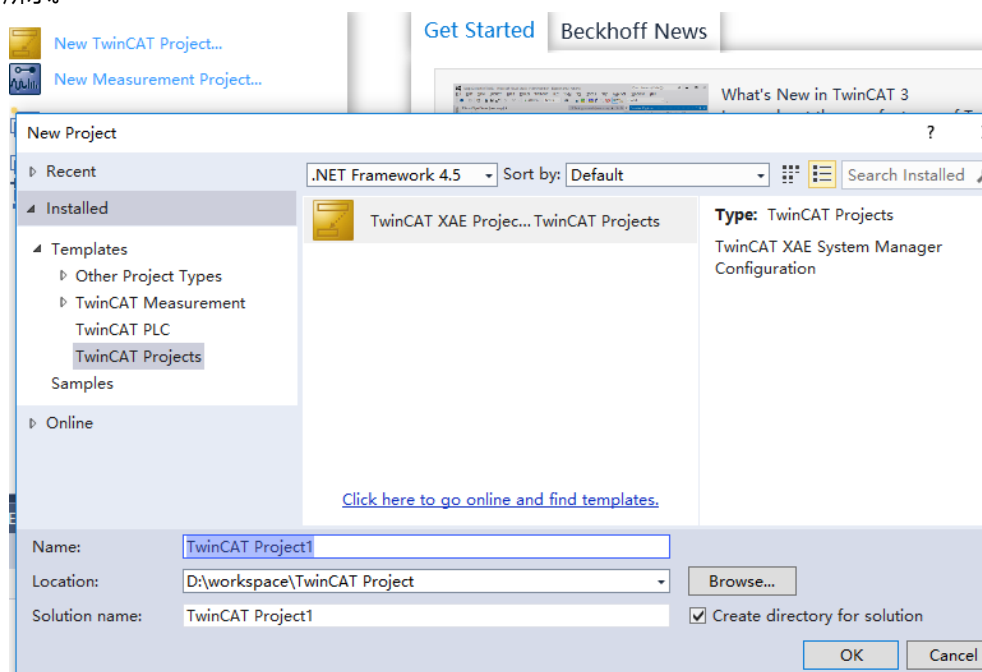 New TwinCAT Project...
New Measurement Project...
Get Started
Beckhoff News
What's New in TwinCAT 3
New Project
?
Recent
Installed
Templates
Other Project Types
TwinCAT Measurement
TwinCAT PLC
TwinCAT Projects
Samples
Online
.NET Framework 4.5
Sort by:
Default
Search Installed
TwinCAT XAE Projec... TwinCAT Projects
Type: TwinCAT Projects
TwinCAT XAE System Manager
Configuration
Click here to go online and find templates.
Name:
TwinCAT Project1
Location:
D:\workspace\TwinCAT Project
Browse...
Solution name:
TwinCAT Project1
Create directory for solution
OK
Cancel